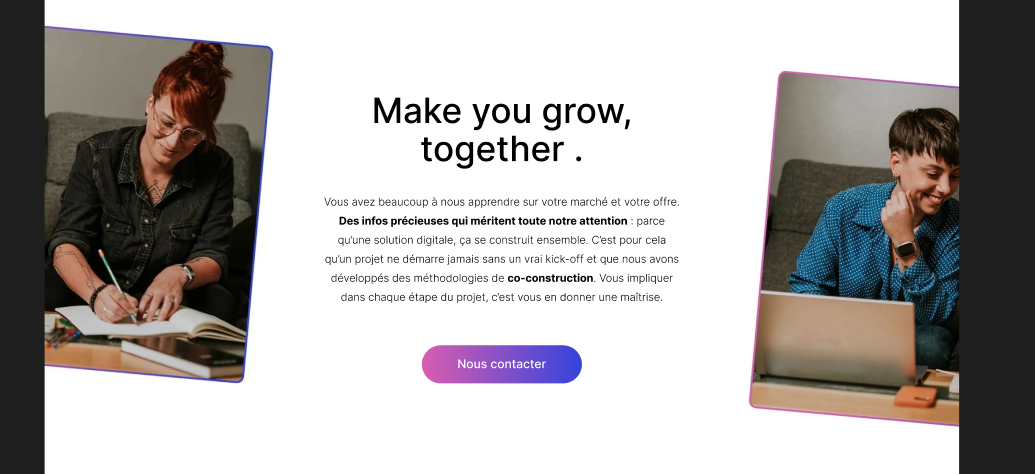 Make you grow,
together .
Vous avez beaucoup à nous apprendre sur votre marché et votre offre.
Des infos précieuses qui méritent toute notre attention : parce
qu'une solution digitale, ça se construit ensemble. C'est pour cela
qu'un projet ne démarre jamais sans un vrai kick-off et que nous avons
développés des méthodologies de co-construction. Vous impliquer
dans chaque étape du projet, c'est vous en donner une maîtrise.
Nous contacter